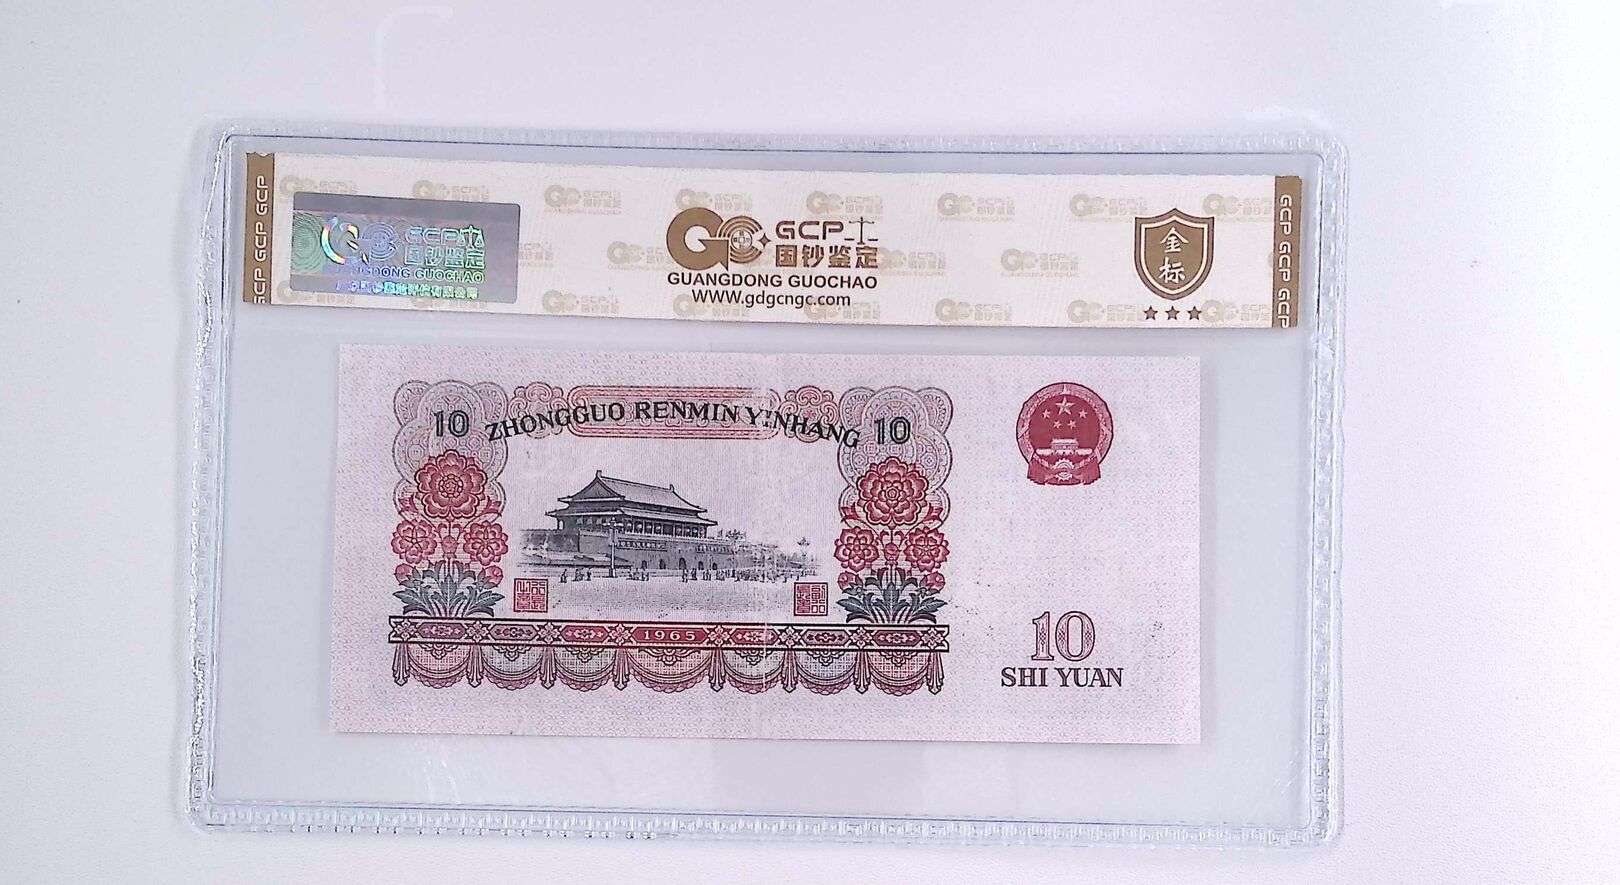 GCP GCP GCP
GCP
国钞鉴定
GUANGDONG GUOCHAO
GCP
国钞鉴定
GUANGDONG GUOCHAO
www.gdgcngc.com
金
标
GCP GCP GCP
10 ZHONGGUO RENMIN YINHANG 10
1965
10
SHI YUAN